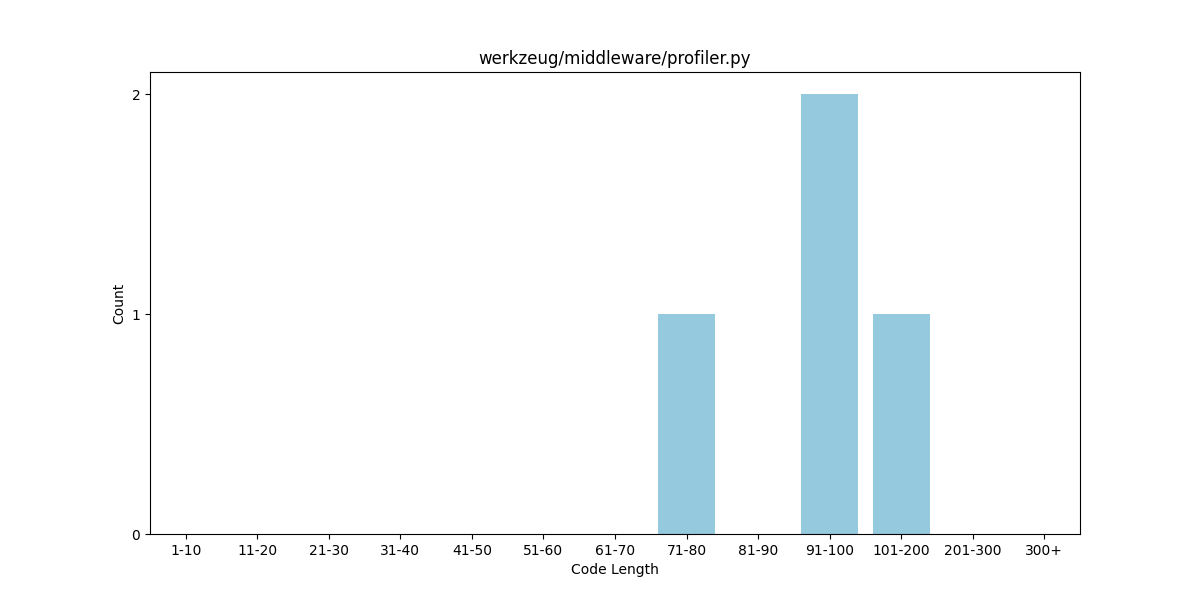 werkzeug/middleware/profiler.py
2
1
0
Count
1-10 11-20 21-30 31-40 41-50 51-60 61-70 71-80 81-90 91-100 101-200 201-300 300+
Code Length